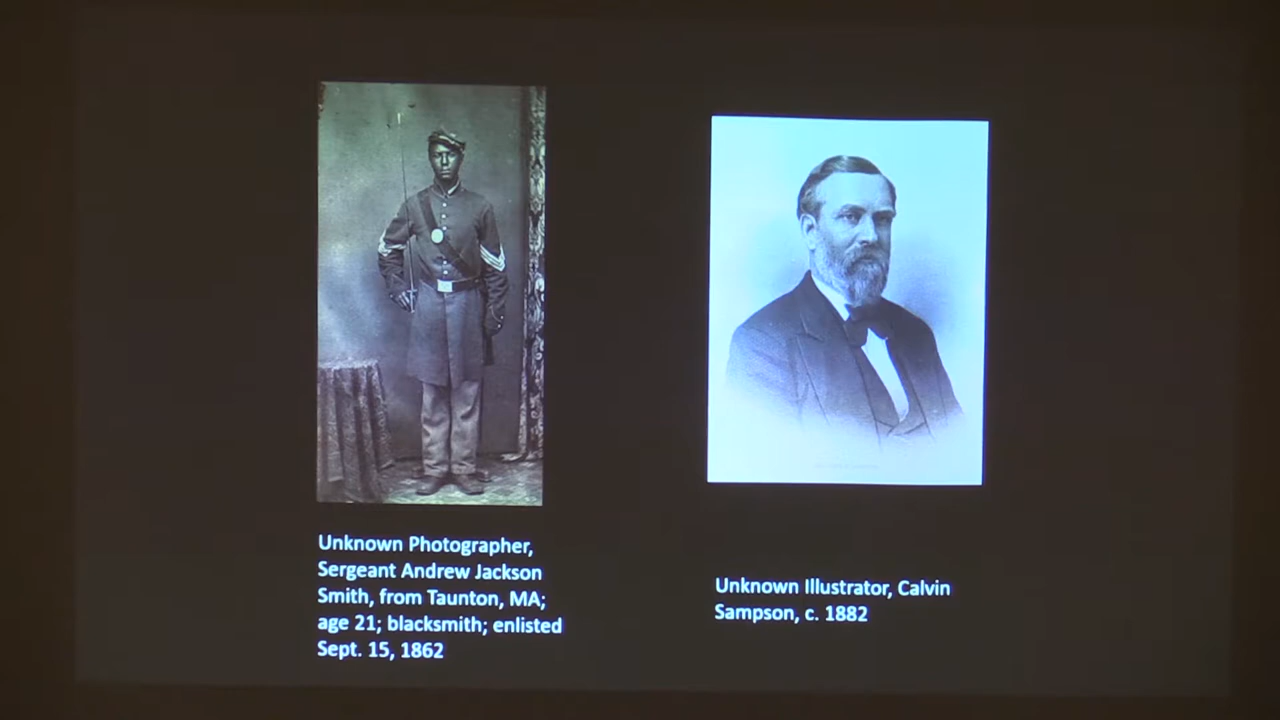 Unknown Photographer,
Sergeant Andrew Jackson
Smith, from Taunton, MA;
age 21; blacksmith; enlisted
Sept. 15, 1862
Unknown Illustrator, Calvin
Sampson, c. 1882